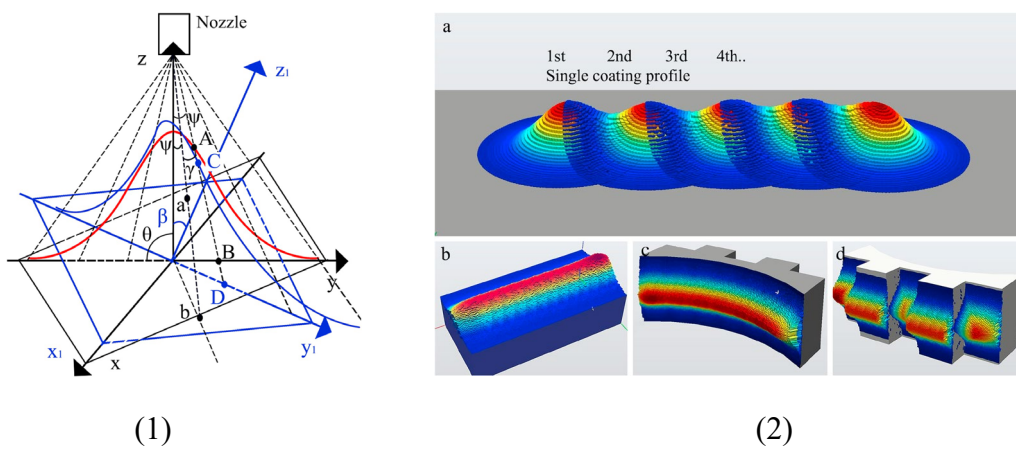 Nozzle
z
z1
ψ
ψ
A
C
γ
a
β
θ
B
y
D
b
x1
x
y1
(1)
a
1st 2nd 3rd 4th..
Single coating profile
b
c
d
(2)